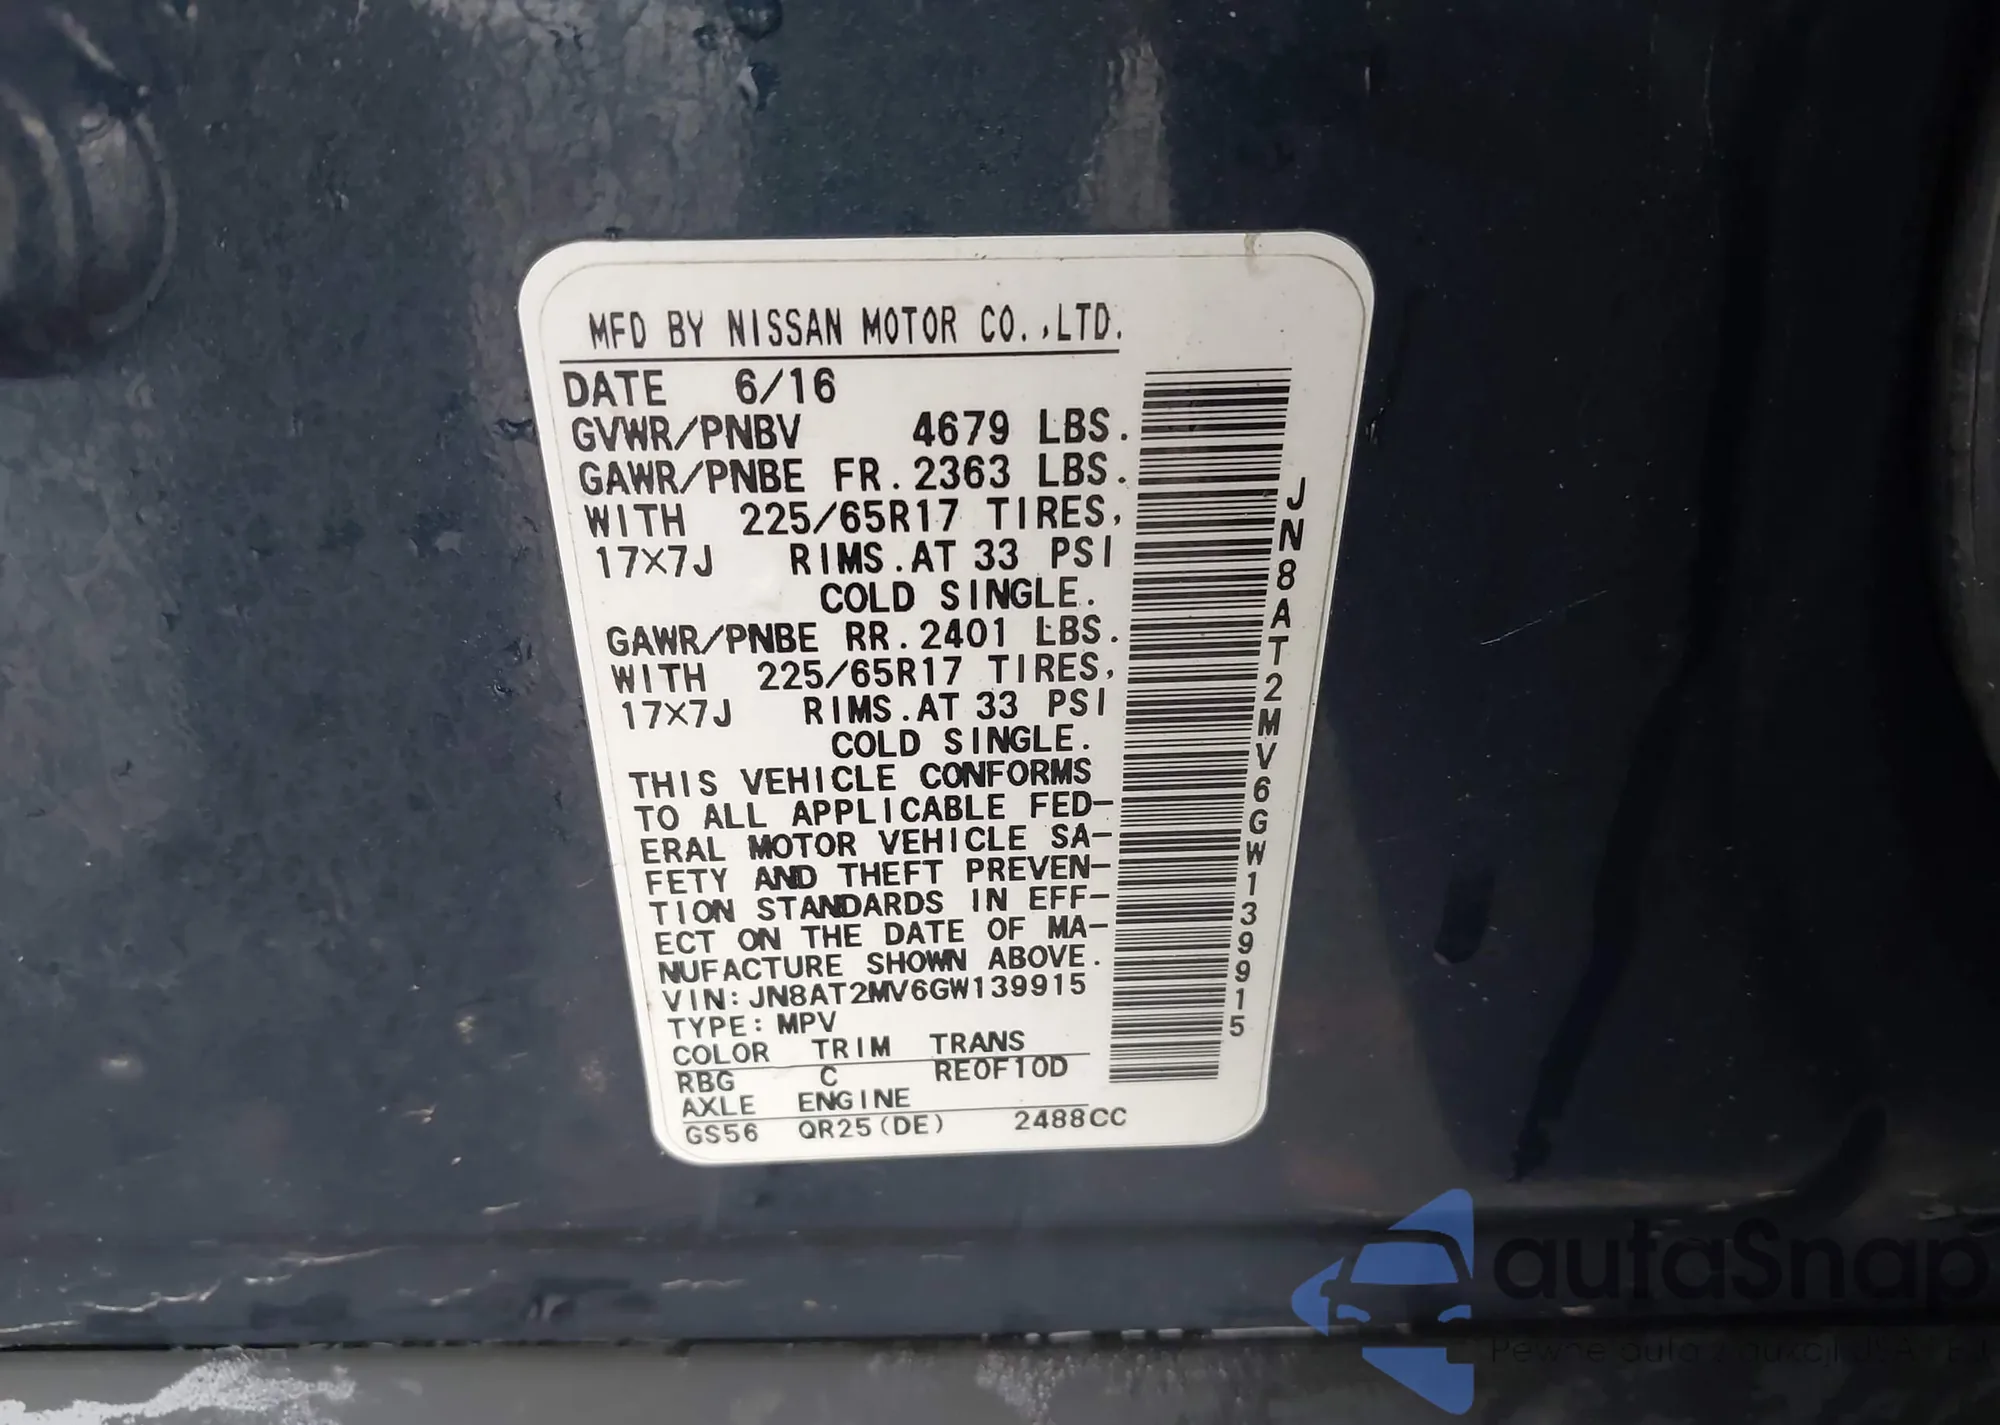 MFD BY NISSAN MOTOR CO.,LTD.
DATE 6/16
GVWR/PNBV 4679 LBS.
GAWR/PNBE FR.2363 LBS.
WITH 225/65R17 TIRES,
17×7J RIMS.AT 33 PSI
COLD SINGLE.
GAWR/PNBE RR.2401 LBS.
WITH 225/65R17 TIRES,
17×7J RIMS.AT 33 PSI
COLD SINGLE.
THIS VEHICLE CONFORMS
TO ALL APPLICABLE FED-
ERAL MOTOR VEHICLE SA-
FETY AND THEFT PREVEN-
TION STANDARDS IN EFF-
ECT ON THE DATE OF MA-
NUFACTURE SHOWN ABOVE.
VIN:JN8AT2MV6GW139915
TYPE:MPV
COLOR TRIM TRANS
RBG C RE0F10D
AXLE ENGINE
GS56 QR25(DE) 2488CC
JN8AT2MV6GW139915
autaSnap
Pewne auto z aukcji USA